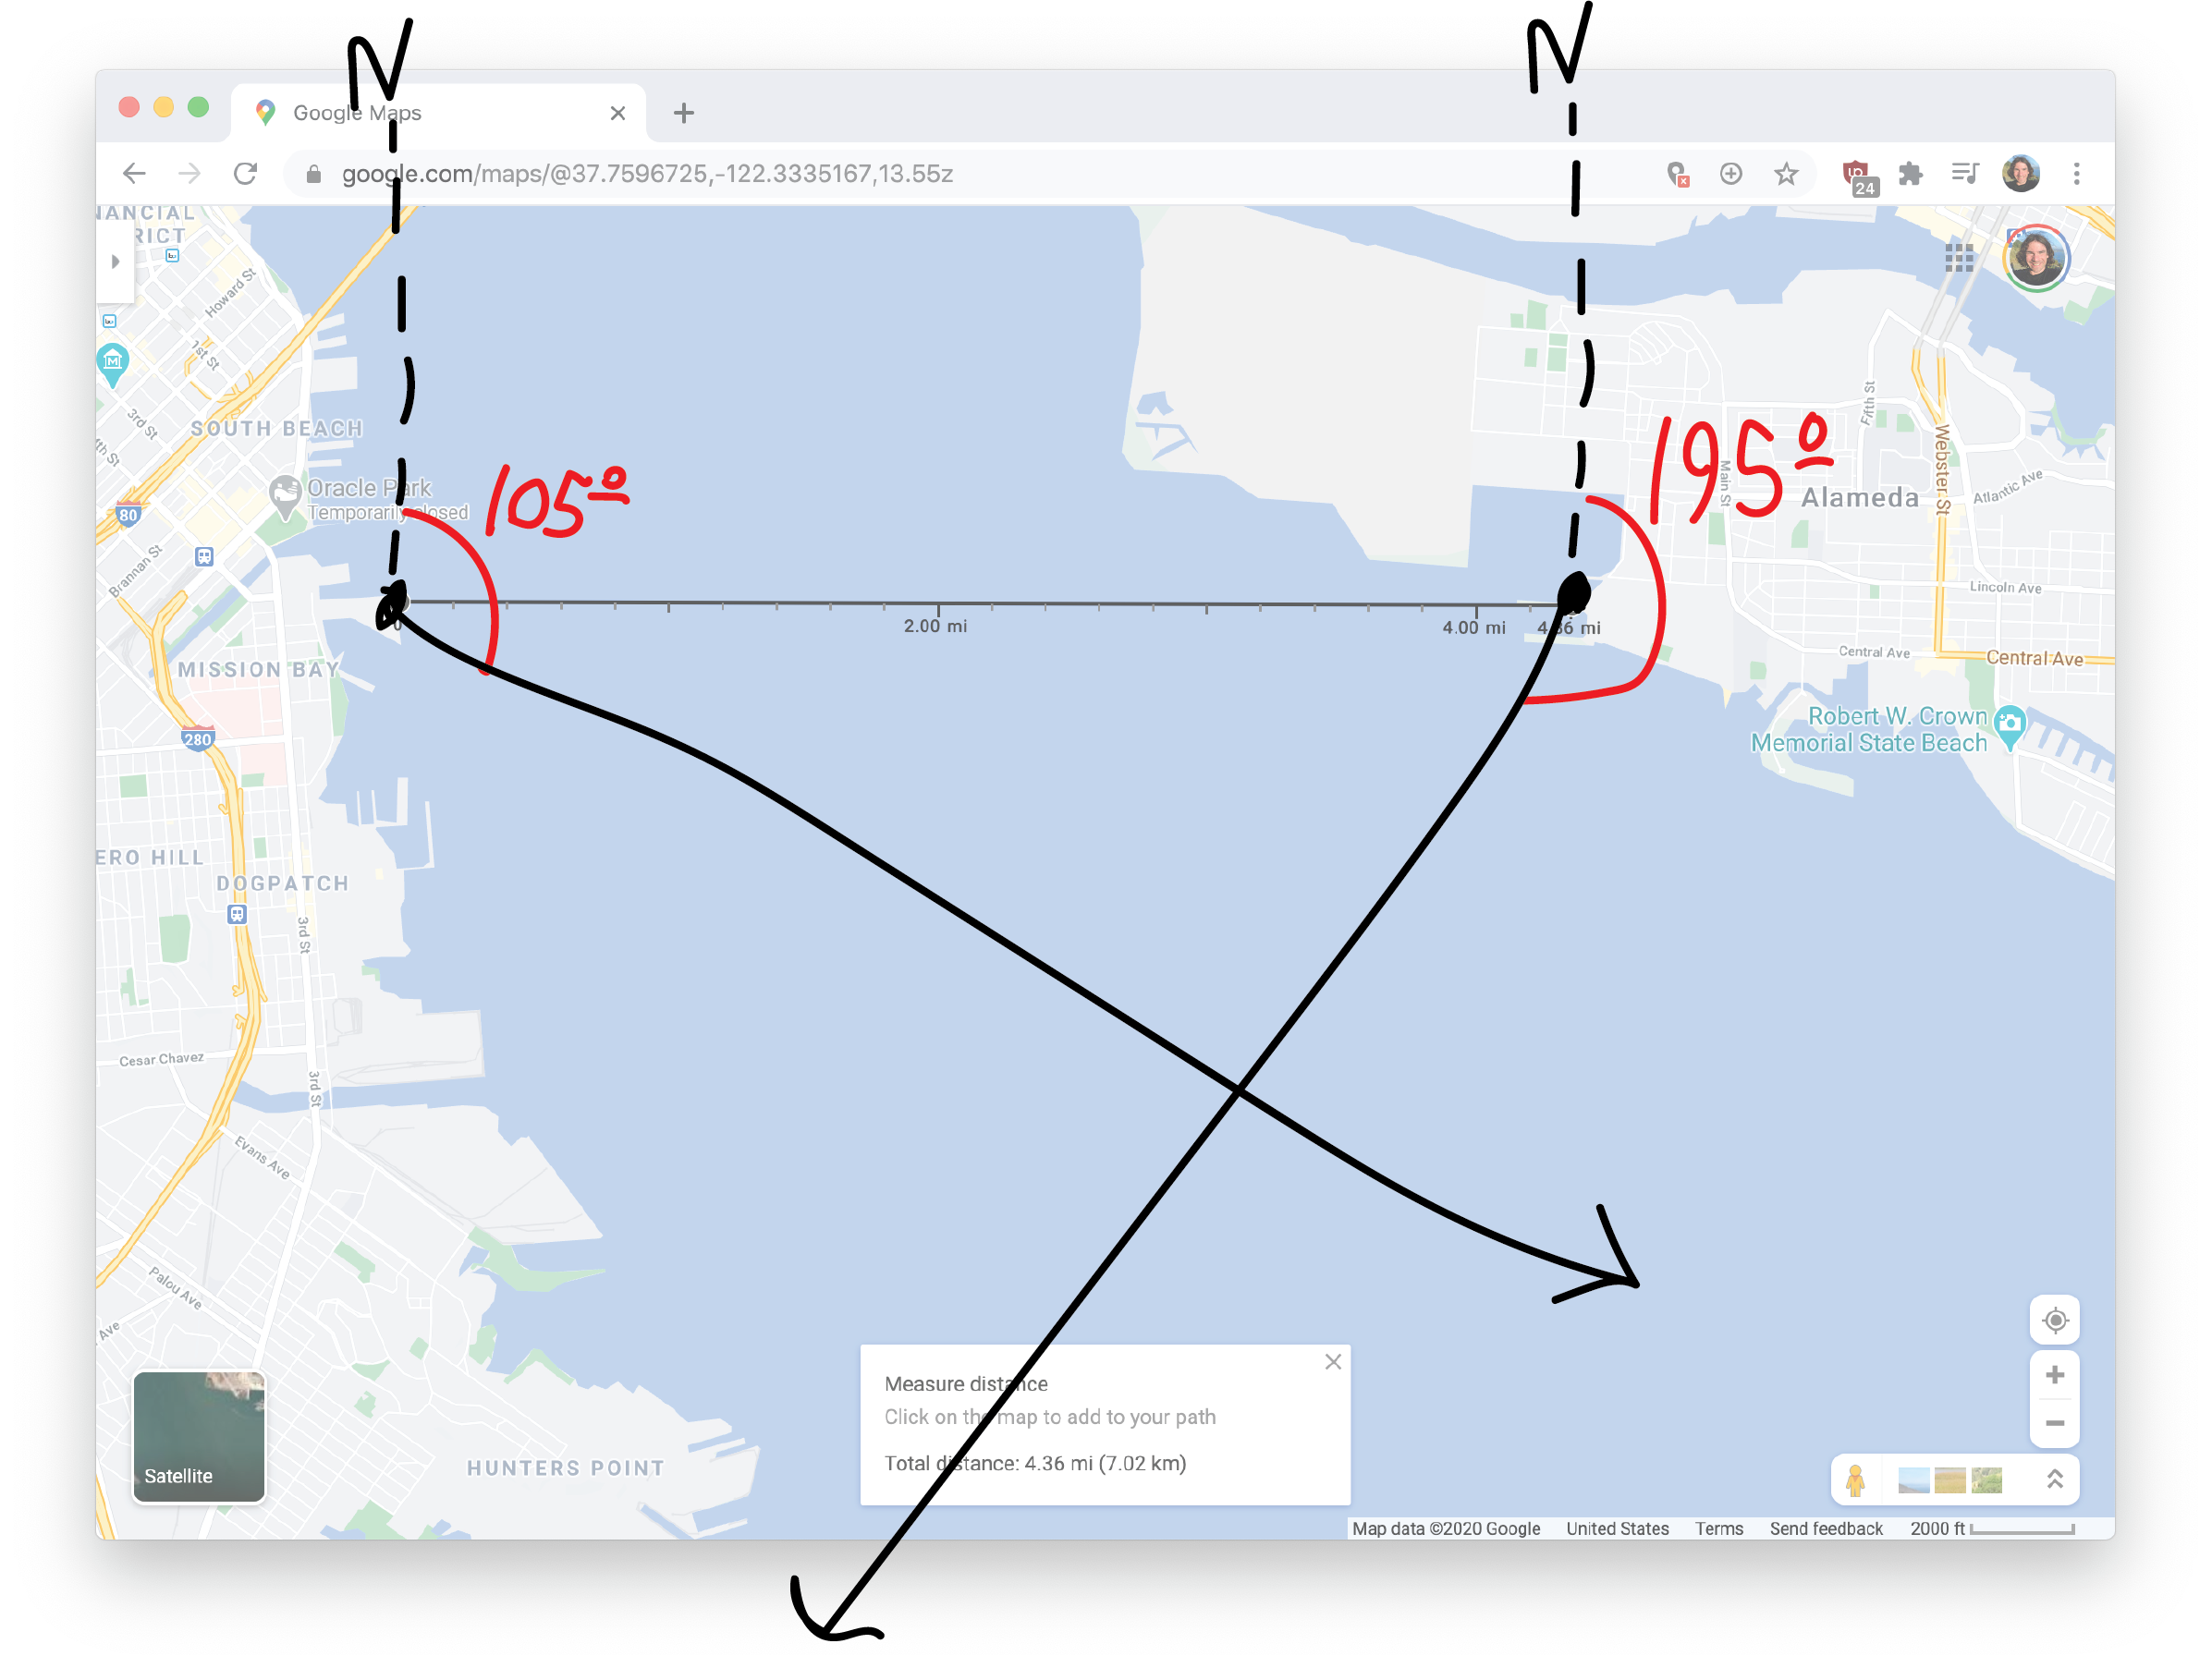 N
N
Google Maps
google.com/maps/@37.7596725,-122.3335167,13.55z
24
NANCIAL
RICT
Howard St
1st St
3rd St
fth St
SOUTH BEACH
Oracle Park
Temporarily closed
80
Brannan St
105º
195º
Fifth St
Main St
Webster St
Alameda
Atlantic Ave
Lincoln Ave
0
2.00 mi
4.00 mi
4.36 mi
Central Ave
Central Ave
MISSION BAY
280
Robert W. Crown
Memorial State Beach
ERO HILL
DOGPATCH
3rd St
Cesar Chavez
3rd St
Evans Ave
Palou Ave
Ave
Satellite
HUNTERS POINT
Measure distance
Click on the map to add to your path
Total distance: 4.36 mi (7.02 km)
Map data ©2020 Google United States Terms Send feedback 2000 ft